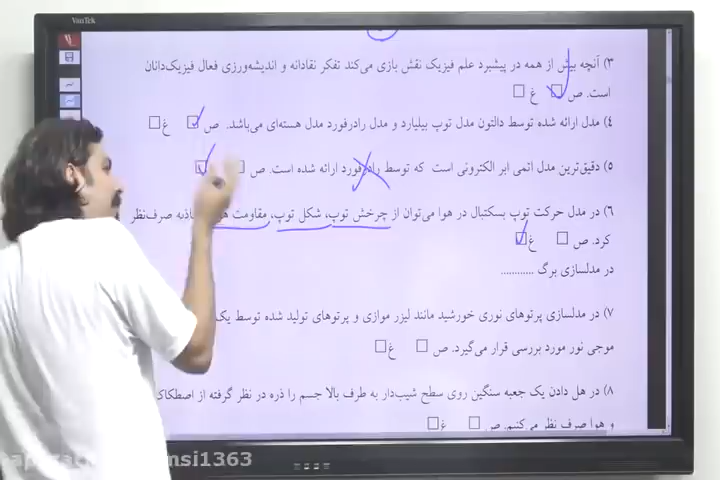 VanTek
۳) آنچه بیش از همه در پیشبرد علم فیزیک نقش بازی می‌کند تفکر نقادانه و اندیشه‌ورزی فعال فیزیک‌دانان
است. ص □ غ □
۴) مدل ارائه شده توسط دالتون مدل توپ بیلیارد و مدل رادرفورد مدل هسته‌ای می‌باشد. ص □ غ □
۵) دقیق‌ترین مدل اتمی ابر الکترونی است که توسط رادرفورد ارائه شده است. ص □
۶) در مدل حرکت توپ بسکتبال در هوا می‌توان از چرخش توپ، شکل توپ، مقاومت صرف‌نظر
کرد. ص □ غ □
در مدلسازی برگ ............
۷) در مدلسازی پرتوهای نوری خورشید مانند لیزر موازی و پرتوهای تولید شده توسط یک
موجی نور مورد بررسی قرار می‌گیرد. ص □ غ □
۸) در هل دادن یک جعبه سنگین روی سطح شیب‌دار به طرف بالا جسم را ذره در نظر گرفته از اصطکاک
و هوا صرف نظر می‌کنیم. ص □ غ □
msi1363